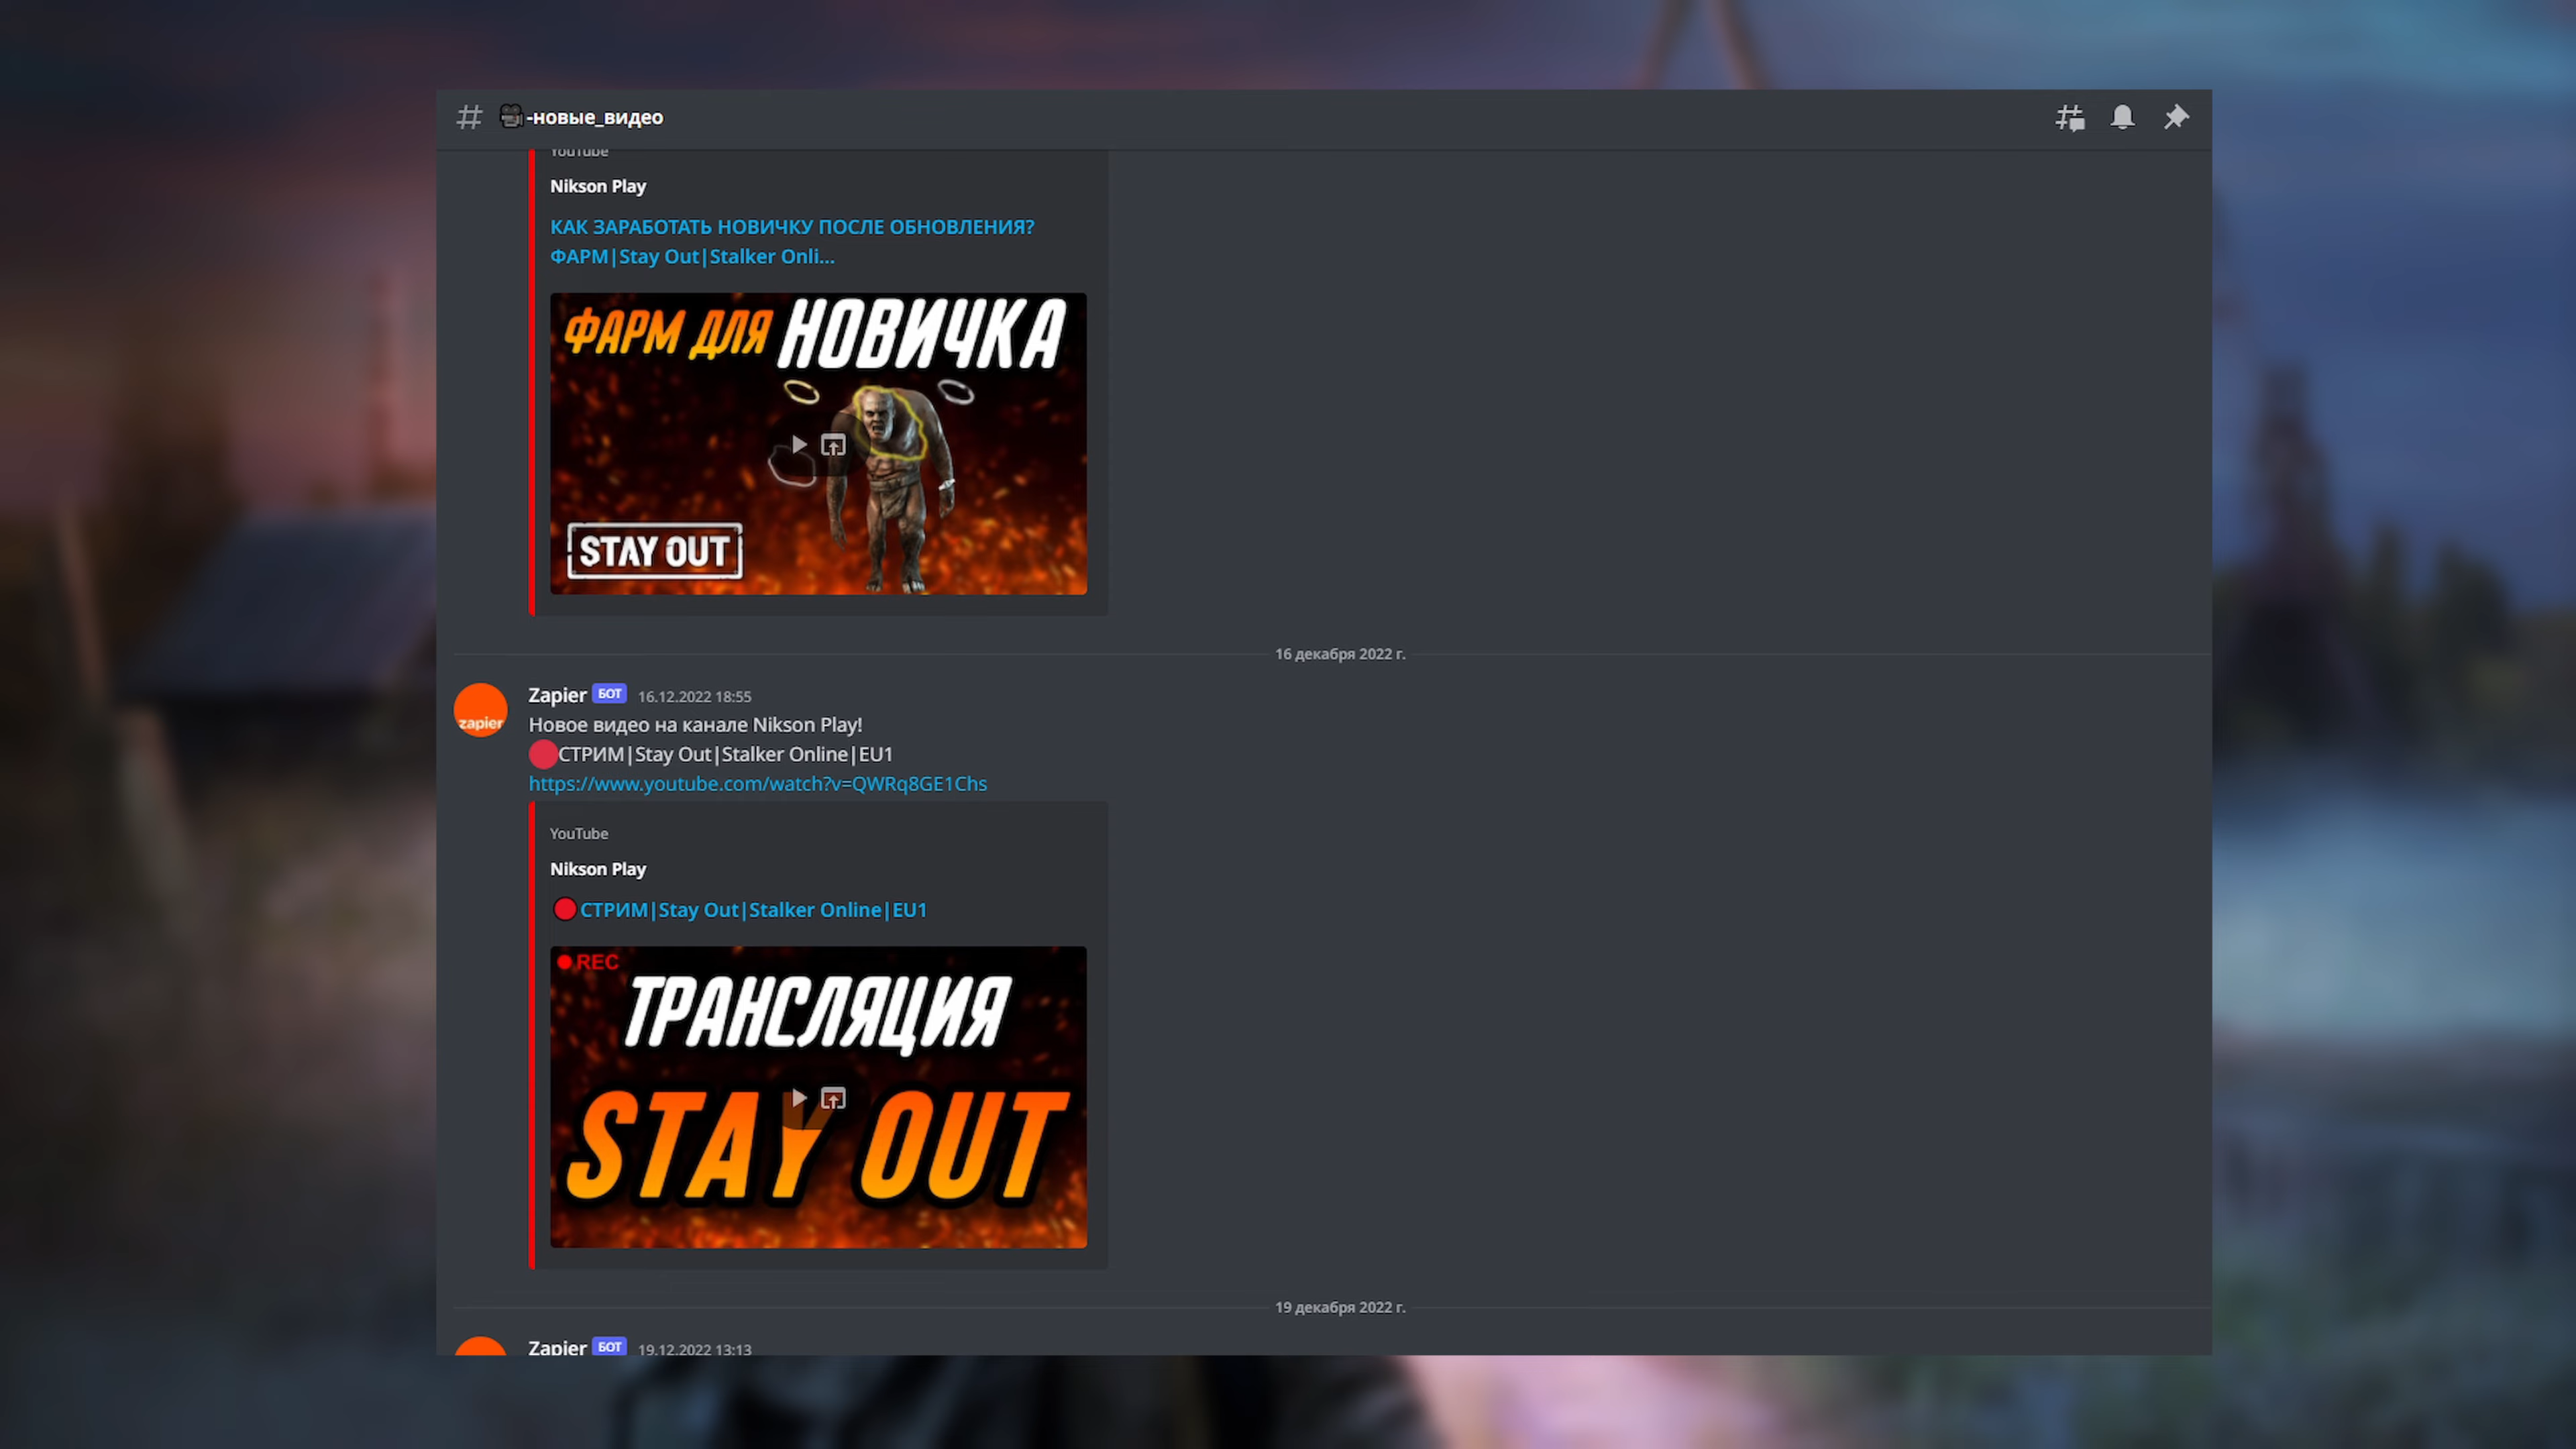 -новые_видео
YouTube
Nikson Play
КАК ЗАРАБОТАТЬ НОВИЧКУ ПОСЛЕ ОБНОВЛЕНИЯ?
ФАРМ|Stay Out|Stalker Onli...
ФАРМ ДЛЯ НОВИЧКА
STAY OUT
16 декабря 2022 г.
zapier
Zapier БОТ 16.12.2022 18:55
Новое видео на канале Nikson Play!
СТРИМ|Stay Out|Stalker Online|EU1
https://www.youtube.com/watch?v=QWRq8GE1Chs
YouTube
Nikson Play
СТРИМ|Stay Out|Stalker Online|EU1
REC
ТРАНСЛЯЦИЯ
STAY OUT
19 декабря 2022 г.
Zapier БОТ 19.12.2022 13:13